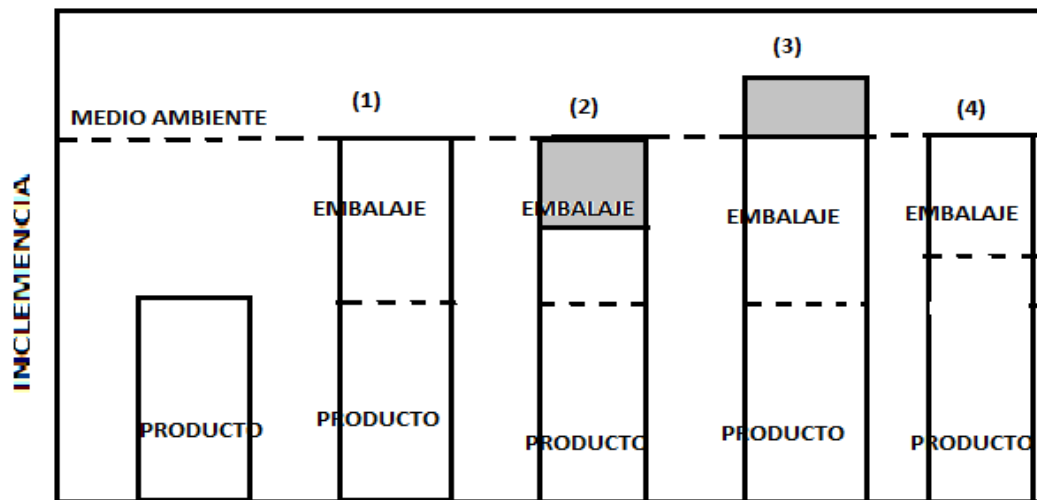 (3)
(1)
(2)
(4)
MEDIO AMBIENTE
INCLEMENCIA
EMBALAJE
EMBALAJE
EMBALAJE
EMBALAJE
PRODUCTO
PRODUCTO
PRODUCTO
PRODUCTO
PRODUCTO